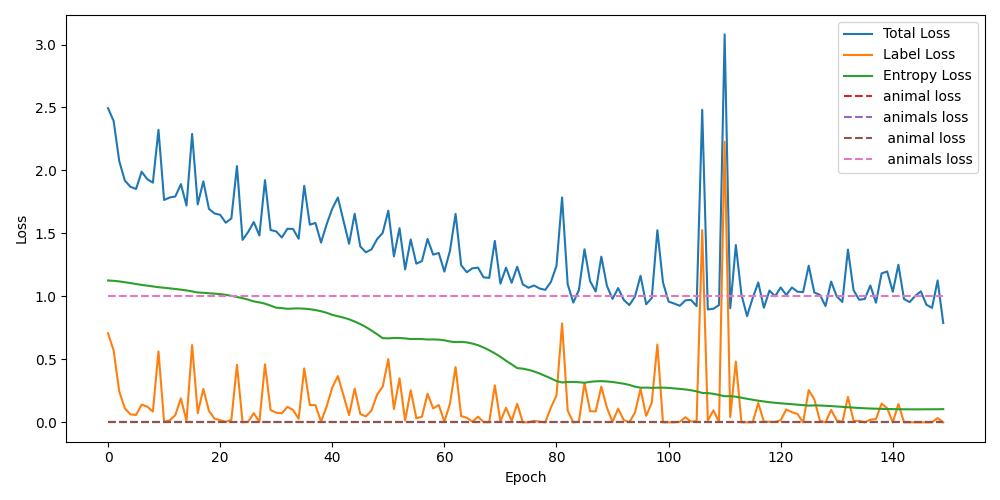 3.0
2.5
2.0
1.5
1.0
0.5
0.0
Loss
0 20 40 60 80 100 120 140
Epoch
Total Loss
Label Loss
Entropy Loss
animal loss
animals loss
animal loss
animals loss